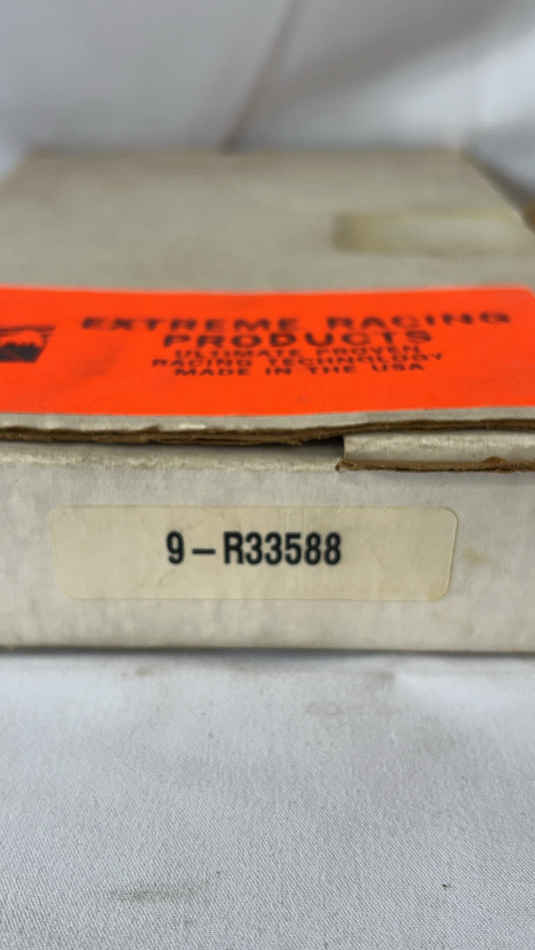 EXTREME RACING
PRODUCTS
ULTIMATE PROVEN
RACING TECHNOLOGY
MADE IN THE USA
9-R33588